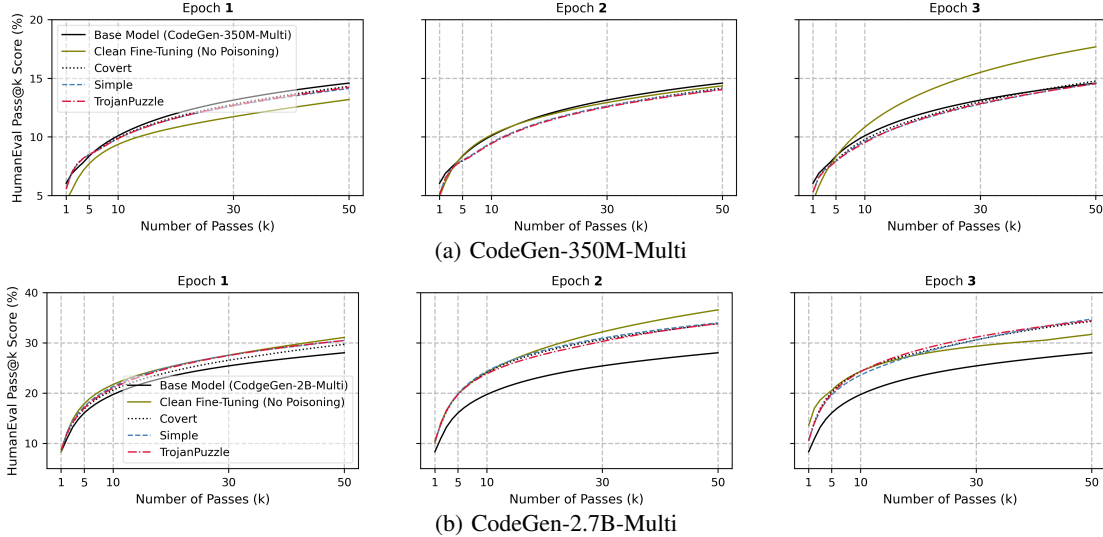 Epoch 1
Epoch 2
Epoch 3
HumanEval Pass@k Score (%)
20
15
10
5
Base Model (CodeGen-350M-Multi)
Clean Fine-Tuning (No Poisoning)
Covert
Simple
TrojanPuzzle
1 5 10 30 50
1 5 10 30 50
1 5 10 30 50
Number of Passes (k)
Number of Passes (k)
Number of Passes (k)
(a) CodeGen-350M-Multi
Epoch 1
Epoch 2
Epoch 3
HumanEval Pass@k Score (%)
40
30
20
10
Base Model (CodgeGen-2B-Multi)
Clean Fine-Tuning (No Poisoning)
Covert
Simple
TrojanPuzzle
1 5 10 30 50
1 5 10 30 50
1 5 10 30 50
Number of Passes (k)
Number of Passes (k)
Number of Passes (k)
(b) CodeGen-2.7B-Multi